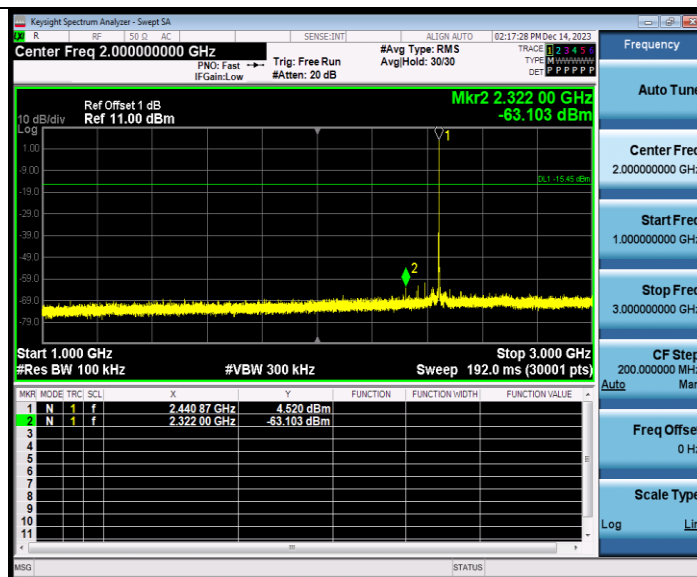 Keysight Spectrum Analyzer - Swept SA
LXI R RF 50 Ω AC SENSE:INT ALIGN AUTO 02:17:28 PM Dec 14, 2023
Center Freq 2.000000000 GHz
PNO: Fast
IFGain:Low
Trig: Free Run
#Atten: 20 dB
#Avg Type: RMS
Avg|Hold: 30/30
TRACE 1 2 3 4 5 6
TYPE M W W W W W
DET P P P P P P
Ref Offset 1 dB
10 dB/div Ref 11.00 dBm
Mkr2 2.322 00 GHz
-63.103 dBm
Log
1
1.00
-9.00
DL1 -15.45 dBm
-19.0
-29.0
-39.0
-49.0
2
-59.0
-69.0
-79.0
Start 1.000 GHz Stop 3.000 GHz
#Res BW 100 kHz #VBW 300 kHz Sweep 192.0 ms (30001 pts)
MKR MODE TRC SCL X Y FUNCTION FUNCTION WIDTH FUNCTION VALUE
1 N 1 f 2.440 87 GHz 4.520 dBm
2 N 1 f 2.322 00 GHz -63.103 dBm
3
4
5
6
7
8
9
10
11
MSG STATUS
Frequency
Auto Tune
Center Freq
2.000000000 GHz
Start Freq
1.000000000 GHz
Stop Freq
3.000000000 GHz
CF Step
200.000000 MHz
Auto Man
Freq Offset
0 Hz
Scale Type
Log Lin